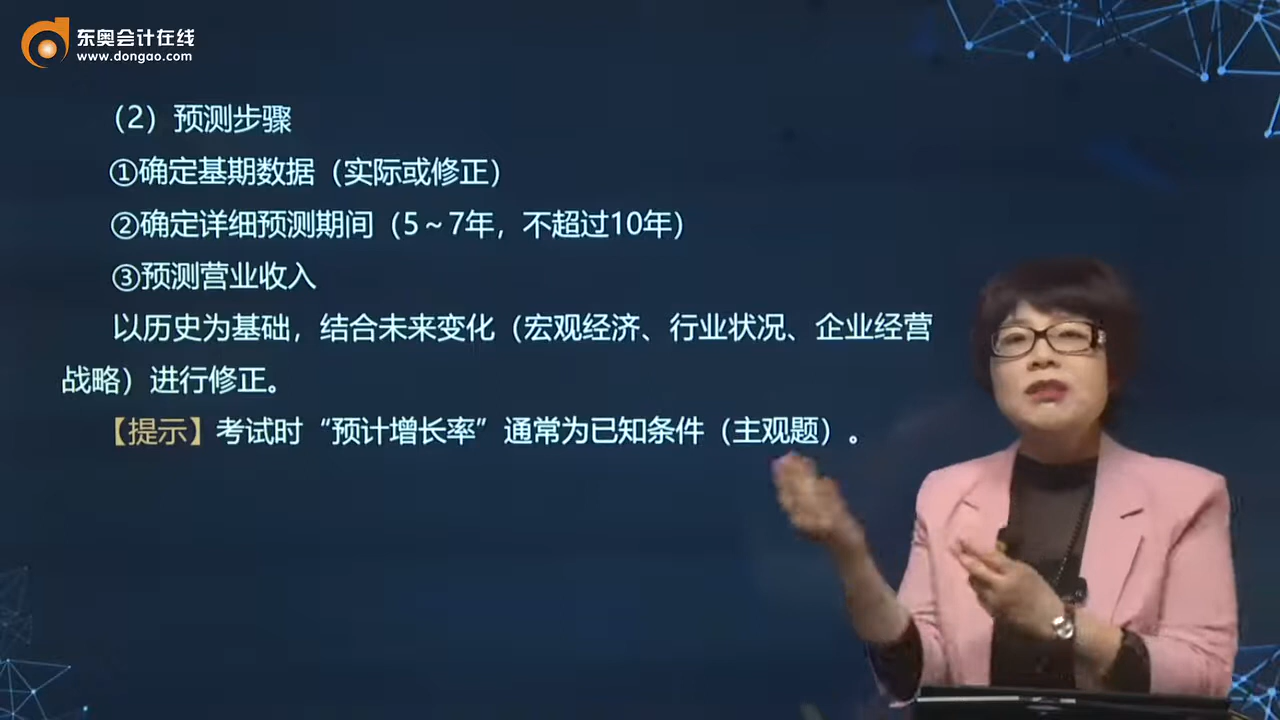 东奥会计在线
www.dongao.com
（2）预测步骤
①确定基期数据（实际或修正）
②确定详细预测期间（5～7年，不超过10年）
③预测营业收入
以历史为基础，结合未来变化（宏观经济、行业状况、企业经营
战略）进行修正。
【提示】考试时“预计增长率”通常为已知条件（主观题）。